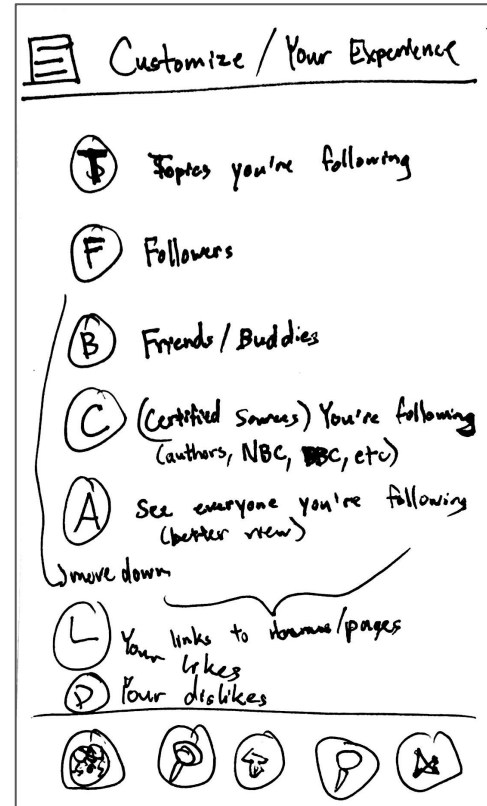 Customize / Your Experience
T Topics you're following
F Followers
B Friends / Buddies
C (Certified Sources) You're following
(authors, NBC, BBC, etc)
A See everyone you're following
(better view)
move down
L Your links to /pages
likes
D Your dislikes